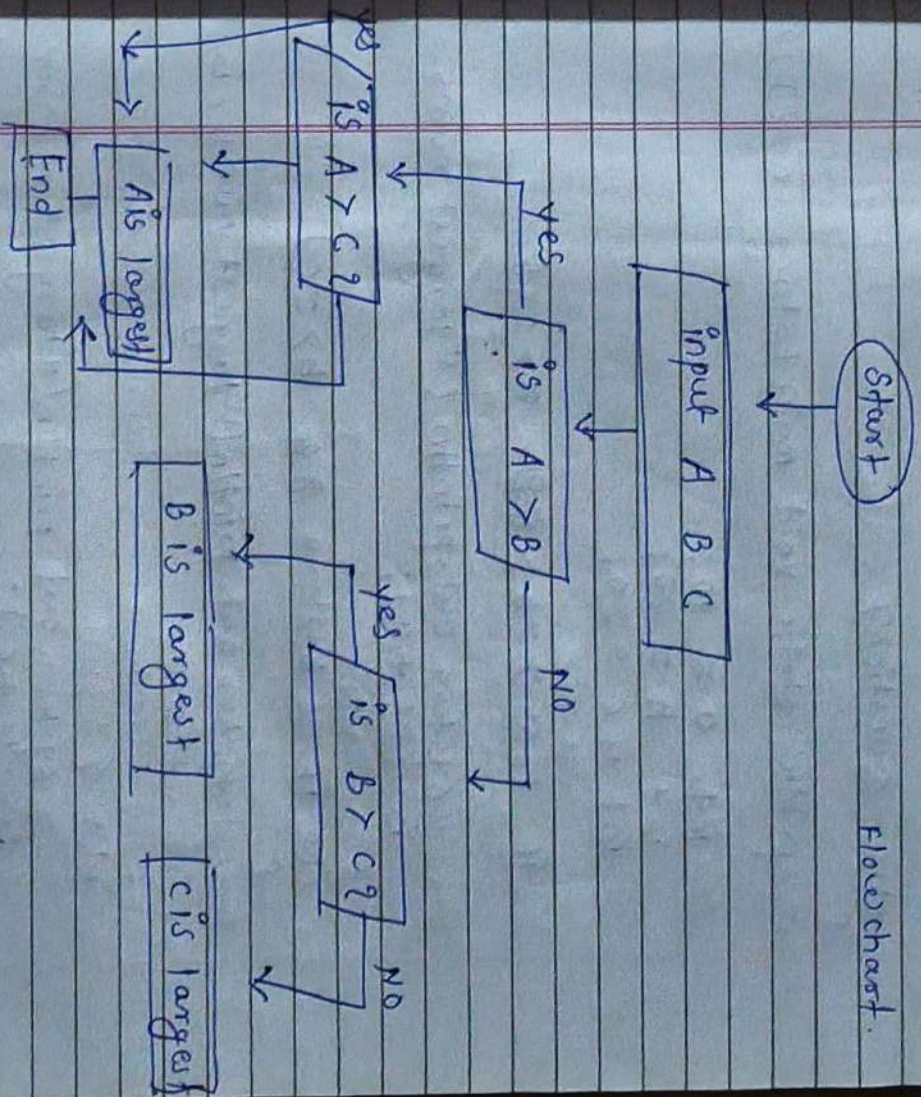 Flowchart.
Start
input A B C
is A > B
yes
NO
is A > C ?
yes
is B > C ?
yes
NO
A is largest
B is largest
C is largest
End